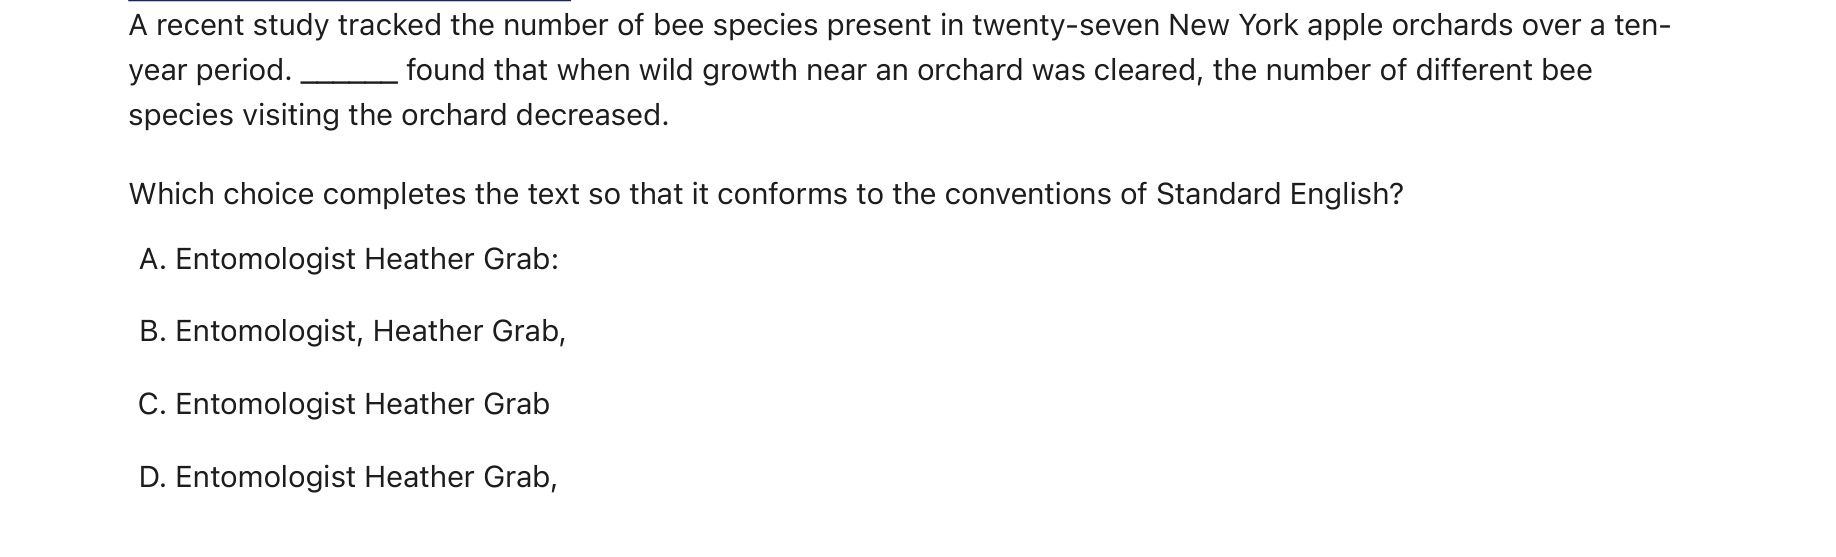 A recent study tracked the number of bee species present in twenty-seven New York apple orchards over a ten-
year period. ______ found that when wild growth near an orchard was cleared, the number of different bee
species visiting the orchard decreased.
Which choice completes the text so that it conforms to the conventions of Standard English?
A. Entomologist Heather Grab:
B. Entomologist, Heather Grab,
C. Entomologist Heather Grab
D. Entomologist Heather Grab,